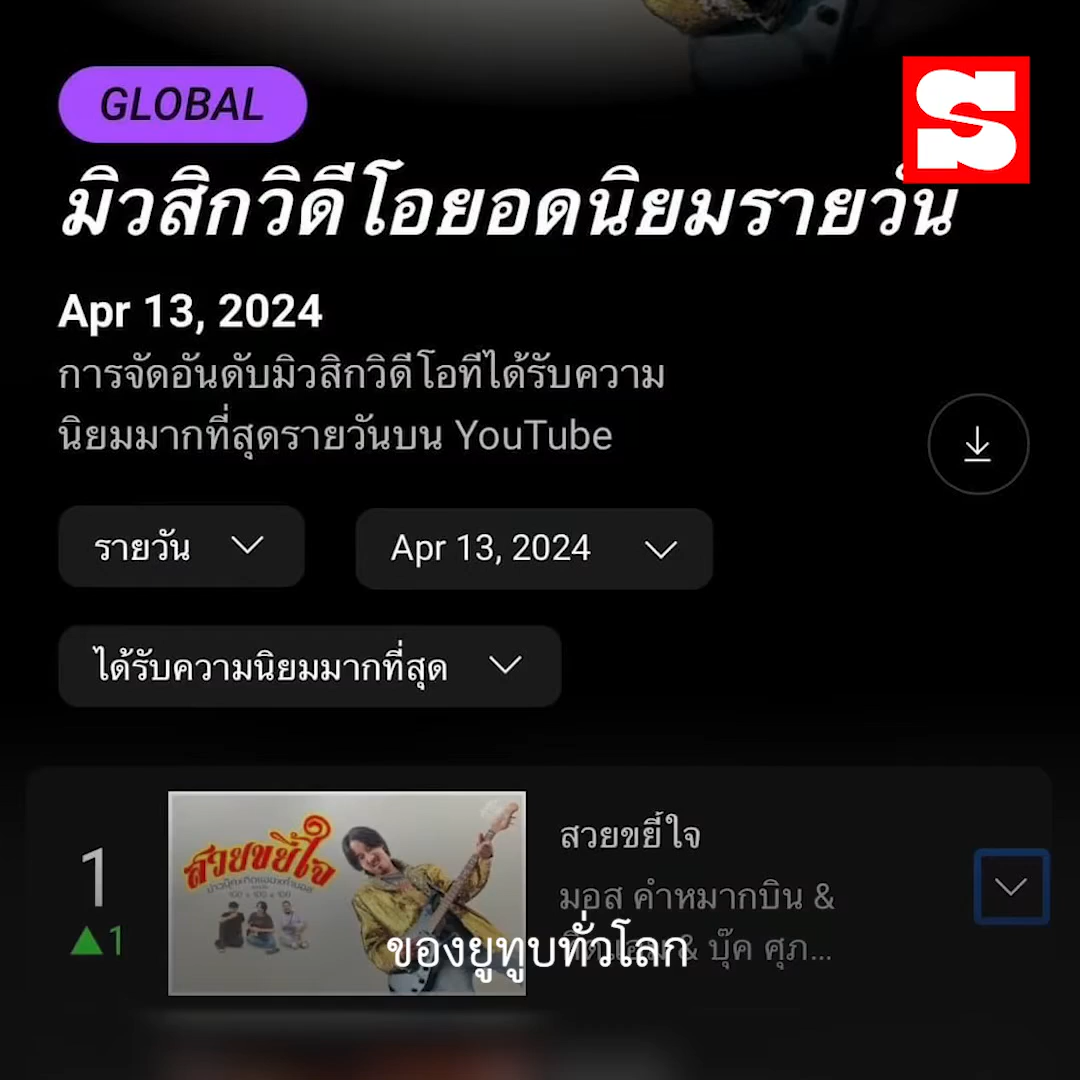 GLOBAL
S
มิวสิกวิดีโอยอดนิยมรายวัน
Apr 13, 2024
การจัดอันดับมิวสิกวิดีโอที่ได้รับความ
นิยมมากที่สุดรายวันบน YouTube
รายวัน
Apr 13, 2024
ได้รับความนิยมมากที่สุด
1
1
สวยขยี้ใจ
สวยขยี้ใจ
มอส คำหมากบิน &
& บุ๊ค ศุภ...
ของยูทูบทั่วโลก